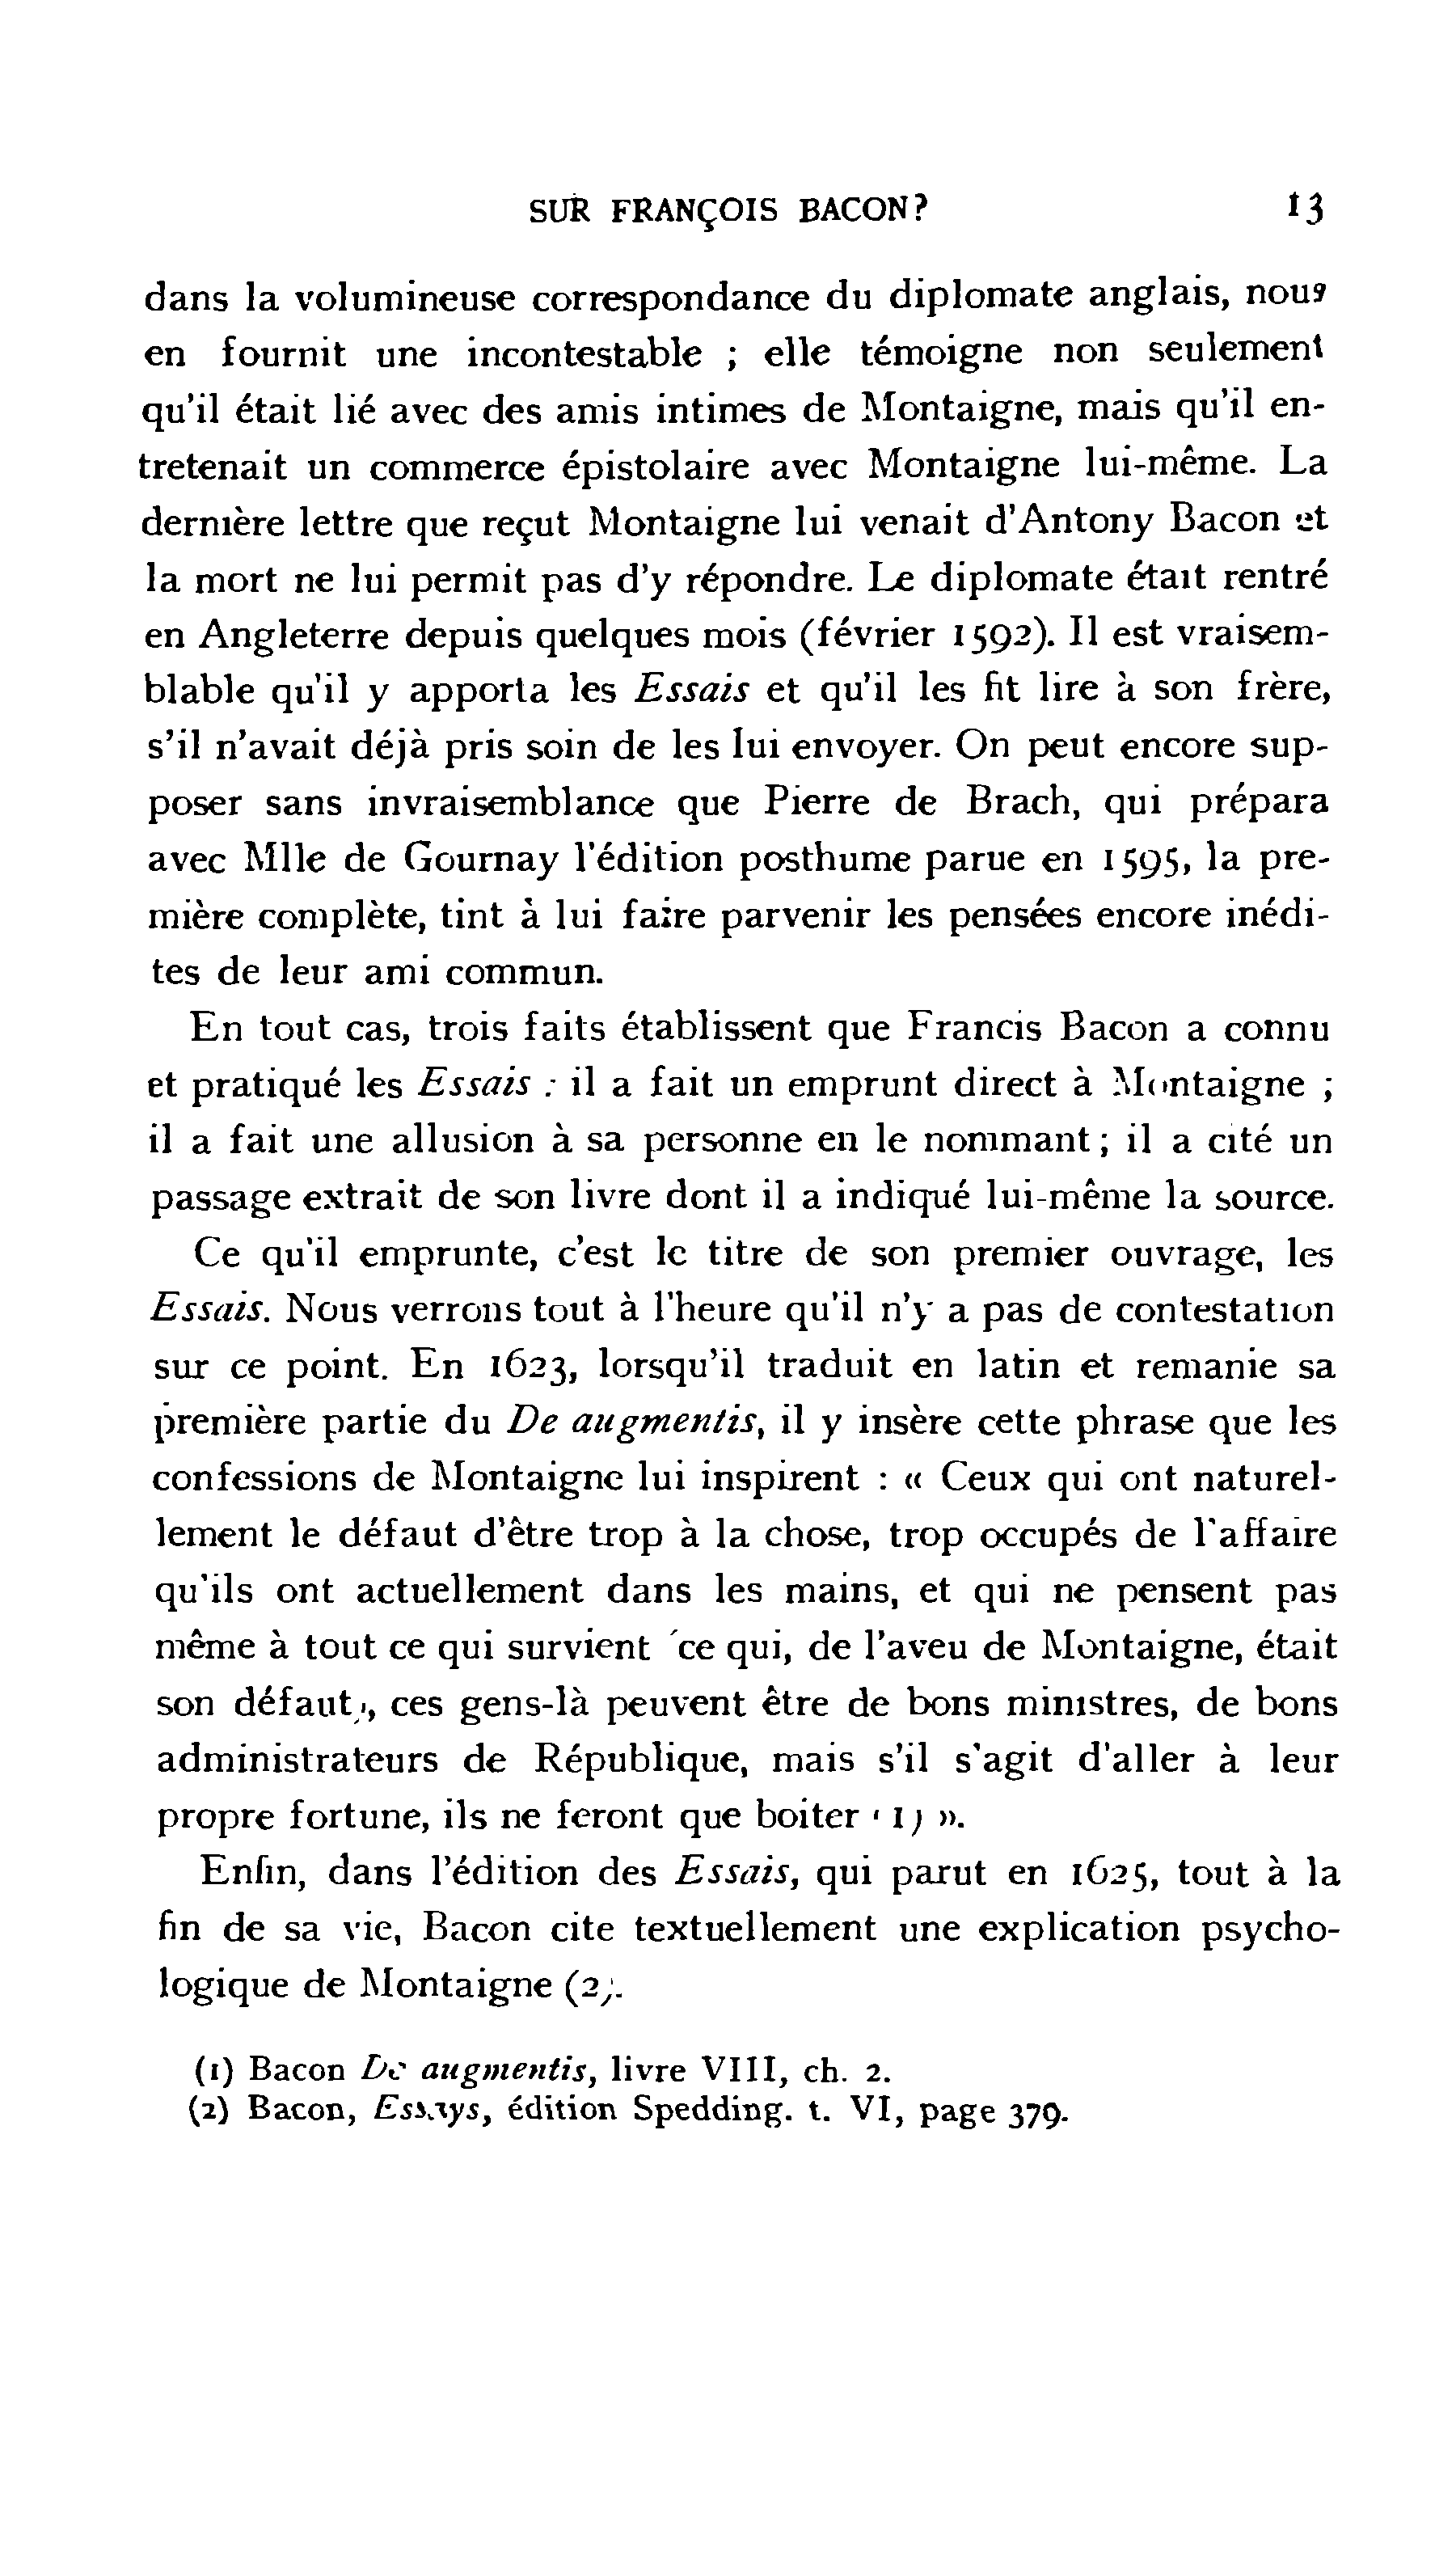 SUR FRANÇOIS BACON? 13
dans la volumineuse correspondance du diplomate anglais, nous
en fournit une incontestable ; elle témoigne non seulement
qu'il était lié avec des amis intimes de Montaigne, mais qu'il en-
tretenait un commerce épistolaire avec Montaigne lui-même. La
dernière lettre que reçut Montaigne lui venait d'Antony Bacon et
la mort ne lui permit pas d'y répondre. Le diplomate était rentré
en Angleterre depuis quelques mois (février 1592). Il est vraisem-
blable qu'il y apporta les Essais et qu'il les fit lire à son frère,
s'il n'avait déjà pris soin de les lui envoyer. On peut encore sup-
poser sans invraisemblance que Pierre de Brach, qui prépara
avec Mlle de Gournay l'édition posthume parue en 1595, la pre-
mière complète, tint à lui faire parvenir les pensées encore inédi-
tes de leur ami commun.
En tout cas, trois faits établissent que Francis Bacon a connu
et pratiqué les Essais : il a fait un emprunt direct à Montaigne ;
il a fait une allusion à sa personne en le nommant ; il a cité un
passage extrait de son livre dont il a indiqué lui-même la source.
Ce qu'il emprunte, c'est le titre de son premier ouvrage, les
Essais. Nous verrons tout à l'heure qu'il n'y a pas de contestation
sur ce point. En 1623, lorsqu'il traduit en latin et remanie sa
première partie du De augmentis, il y insère cette phrase que les
confessions de Montaigne lui inspirent : « Ceux qui ont naturel-
lement le défaut d'être trop à la chose, trop occupés de l'affaire
qu'ils ont actuellement dans les mains, et qui ne pensent pas
même à tout ce qui survient (ce qui, de l'aveu de Montaigne, était
son défaut), ces gens-là peuvent être de bons ministres, de bons
administrateurs de République, mais s'il s'agit d'aller à leur
propre fortune, ils ne feront que boiter (1) ».
Enfin, dans l'édition des Essais, qui parut en 1625, tout à la
fin de sa vie, Bacon cite textuellement une explication psycho-
logique de Montaigne (2).
(1) Bacon De augmentis, livre VIII, ch. 2.
(2) Bacon, Essays, édition Spedding. t. VI, page 379.